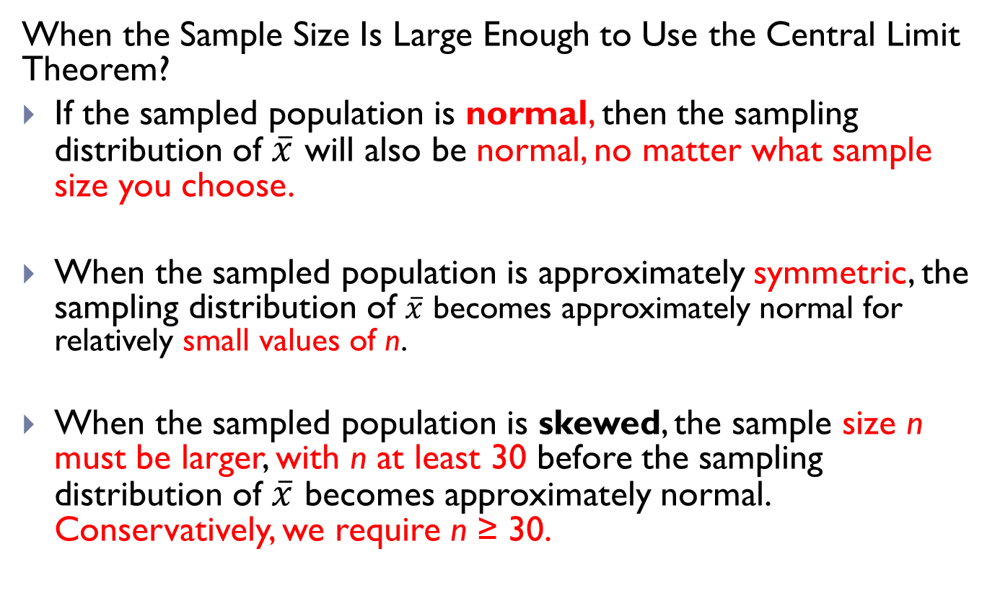 When the Sample Size Is Large Enough to Use the Central Limit
Theorem?
If the sampled population is normal, then the sampling
distribution of x̄ will also be normal, no matter what sample
size you choose.
When the sampled population is approximately symmetric, the
sampling distribution of x̄ becomes approximately normal for
relatively small values of n.
When the sampled population is skewed, the sample size n
must be larger, with n at least 30 before the sampling
distribution of x̄ becomes approximately normal.
Conservatively, we require n ≥ 30.